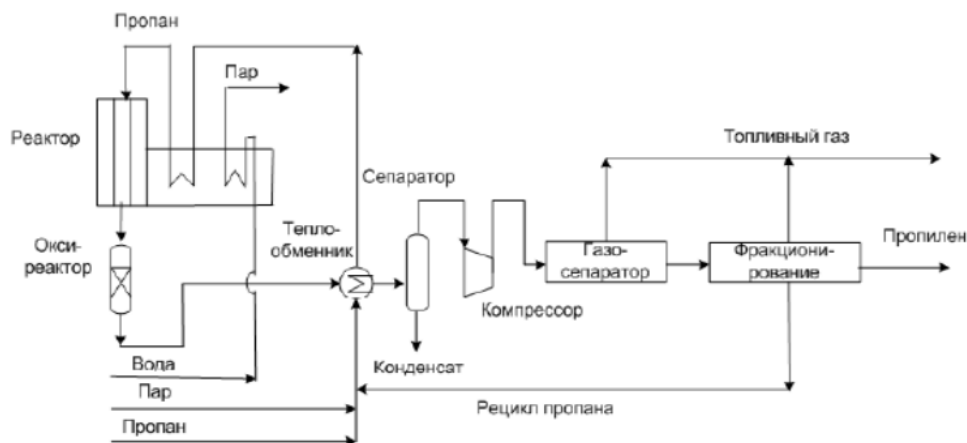 Пропан
Пар
Реактор
Топливный газ
Сепаратор
Окси-
реактор
Тепло-
обменник
Газо-
сепаратор
Фракциони-
рование
Пропилен
Компрессор
Вода
Конденсат
Пар
Рецикл пропана
Пропан